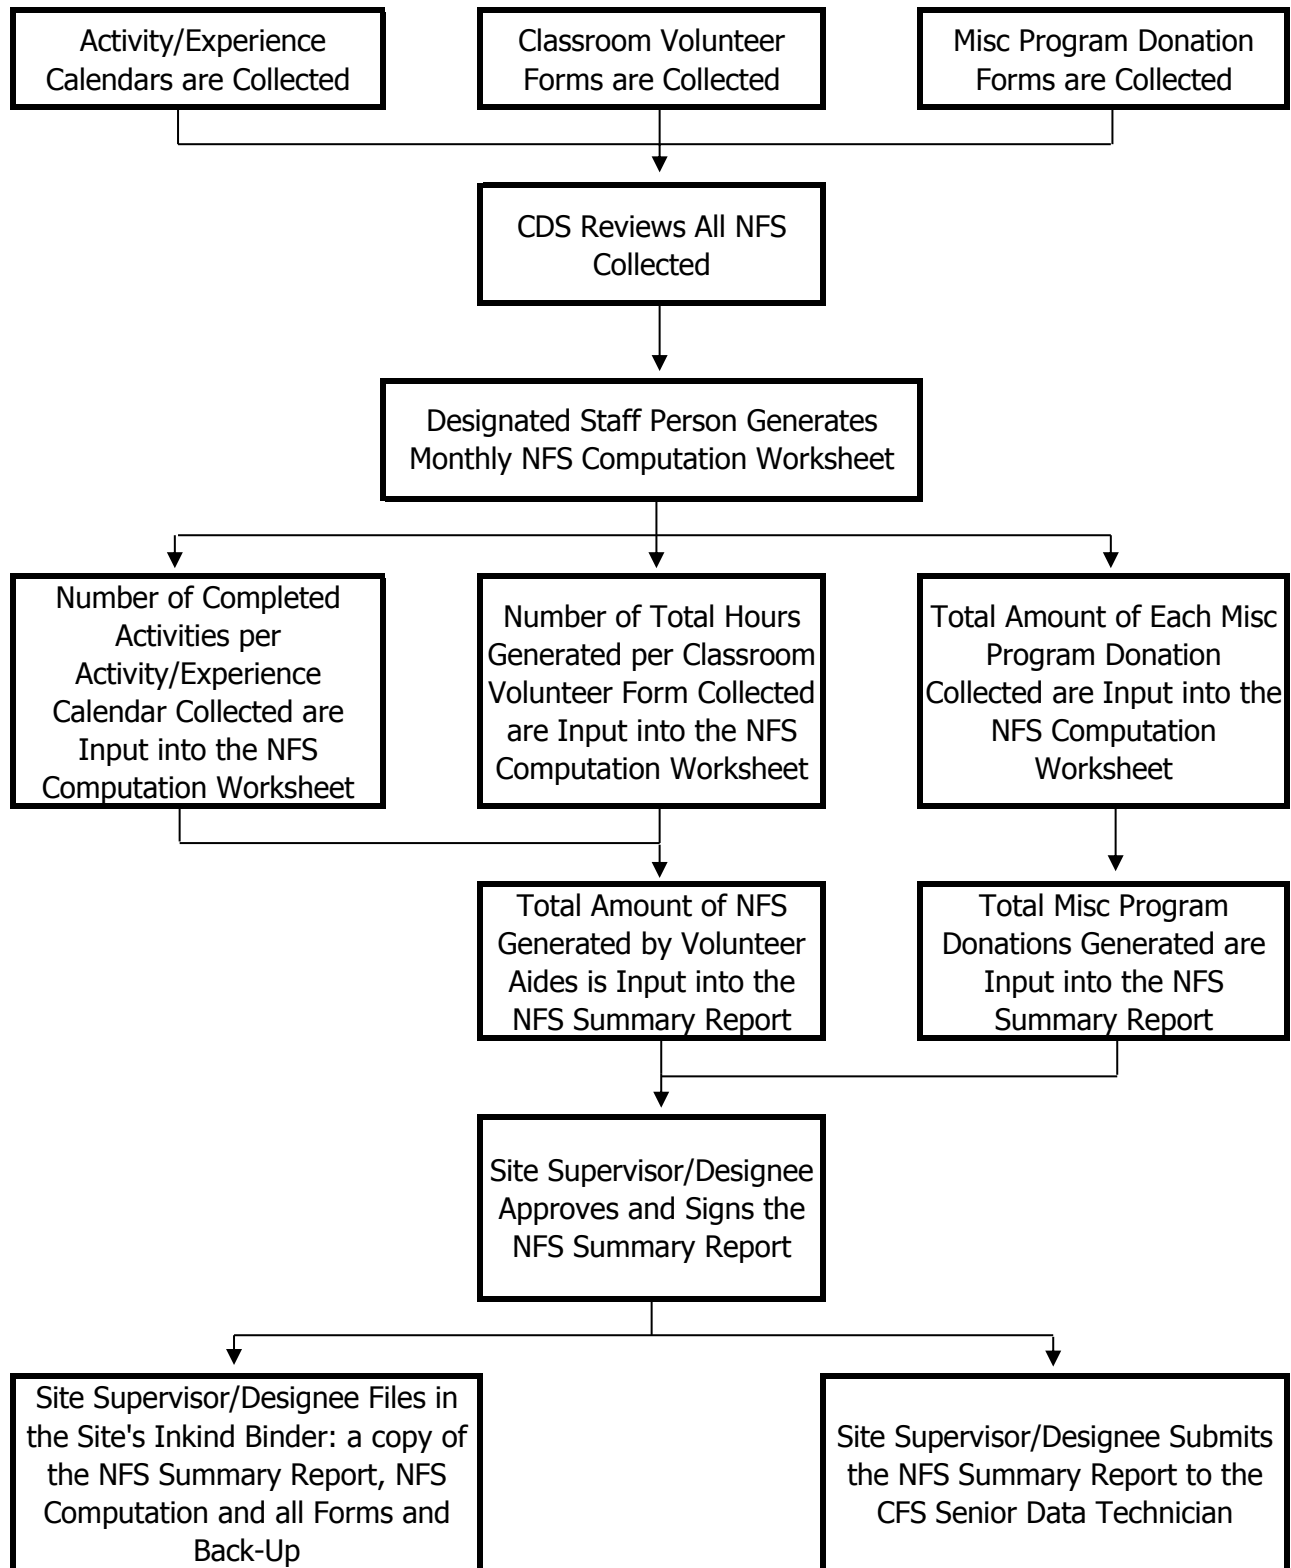 Activity/Experience
Calendars are Collected
Classroom Volunteer
Forms are Collected
Misc Program Donation
Forms are Collected
CDS Reviews All NFS
Collected
Designated Staff Person Generates
Monthly NFS Computation Worksheet
Number of Completed
Activities per
Activity/Experience
Calendar Collected are
Input into the NFS
Computation Worksheet
Number of Total Hours
Generated per Classroom
Volunteer Form Collected
are Input into the NFS
Computation Worksheet
Total Amount of Each Misc
Program Donation
Collected are Input into the
NFS Computation
Worksheet
Total Amount of NFS
Generated by Volunteer
Aides is Input into the
NFS Summary Report
Total Misc Program
Donations Generated are
Input into the NFS
Summary Report
Site Supervisor/Designee
Approves and Signs the
NFS Summary Report
Site Supervisor/Designee Files in
the Site's Inkind Binder: a copy of
the NFS Summary Report, NFS
Computation and all Forms and
Back-Up
Site Supervisor/Designee Submits
the NFS Summary Report to the
CFS Senior Data Technician